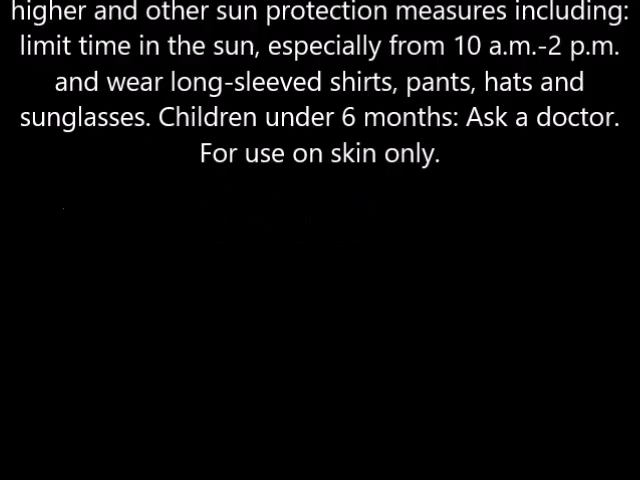 higher and other sun protection measures including:
limit time in the sun, especially from 10 a.m.-2 p.m.
and wear long-sleeved shirts, pants, hats and
sunglasses. Children under 6 months: Ask a doctor.
For use on skin only.